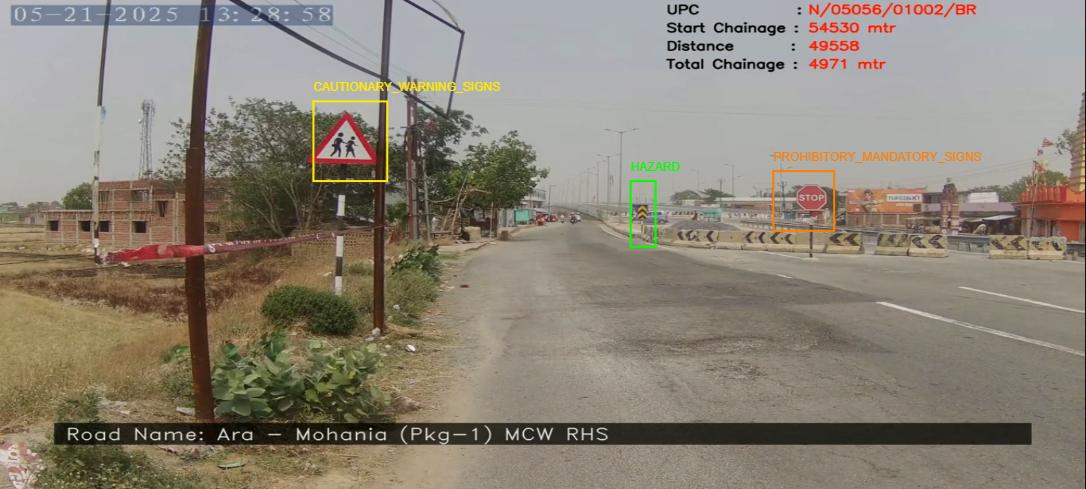 05-21-2025 13:28:58
UPC : N/05056/01002/BR
Start Chainage : 54530 mtr
Distance : 49558
Total Chainage : 4971 mtr
CAUTIONARY_WARNING_SIGNS
HAZARD
PROHIBITORY_MANDATORY_SIGNS
STOP
Road Name: Ara - Mohania (Pkg-1) MCW RHS